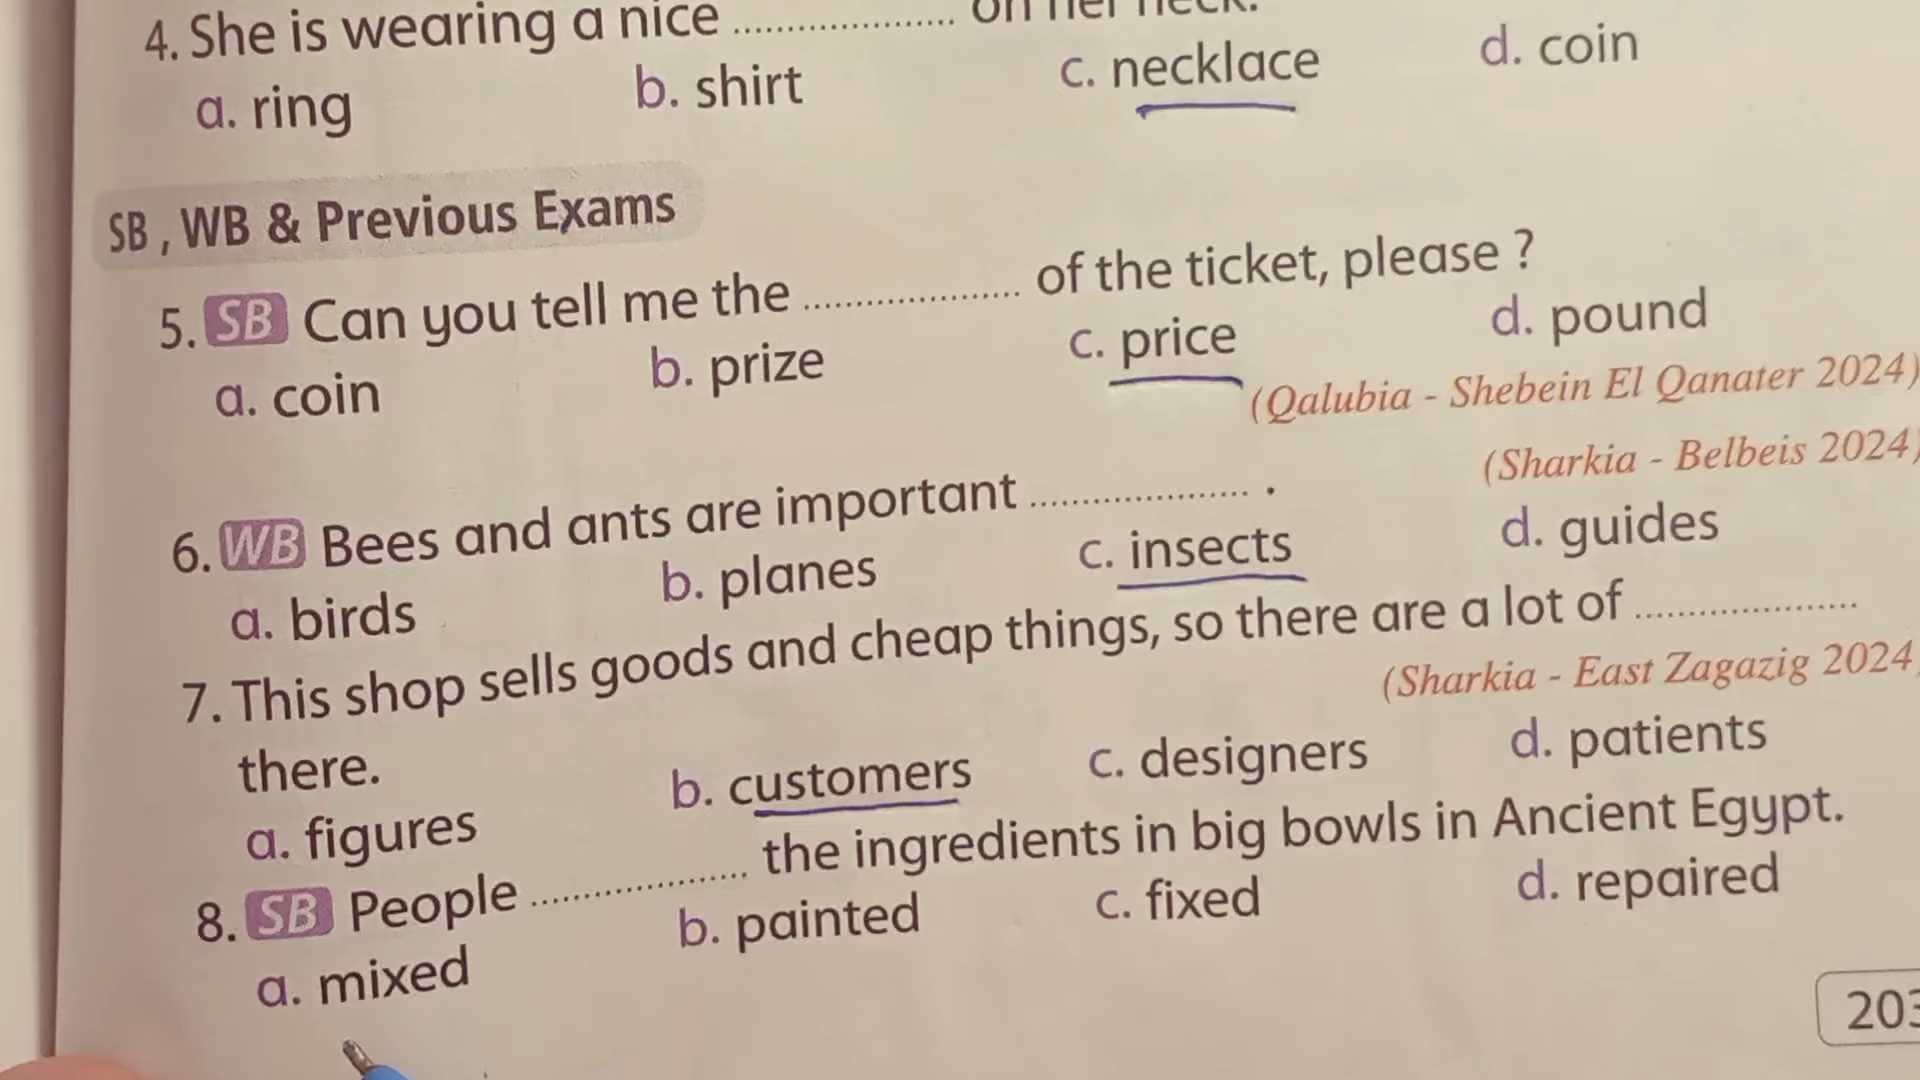 4. She is wearing a nice .................... on her neck.
a. ring b. shirt c. necklace d. coin
SB , WB & Previous Exams
5. SB Can you tell me the .................... of the ticket, please ?
a. coin b. prize c. price d. pound
(Qalubia - Shebein El Qanater 2024)
(Sharkia - Belbeis 2024)
6. WB Bees and ants are important .................... .
a. birds b. planes c. insects d. guides
7. This shop sells goods and cheap things, so there are a lot of ....................
(Sharkia - East Zagazig 2024
there.
a. figures b. customers c. designers d. patients
8. SB People .................... the ingredients in big bowls in Ancient Egypt.
a. mixed b. painted c. fixed d. repaired
203